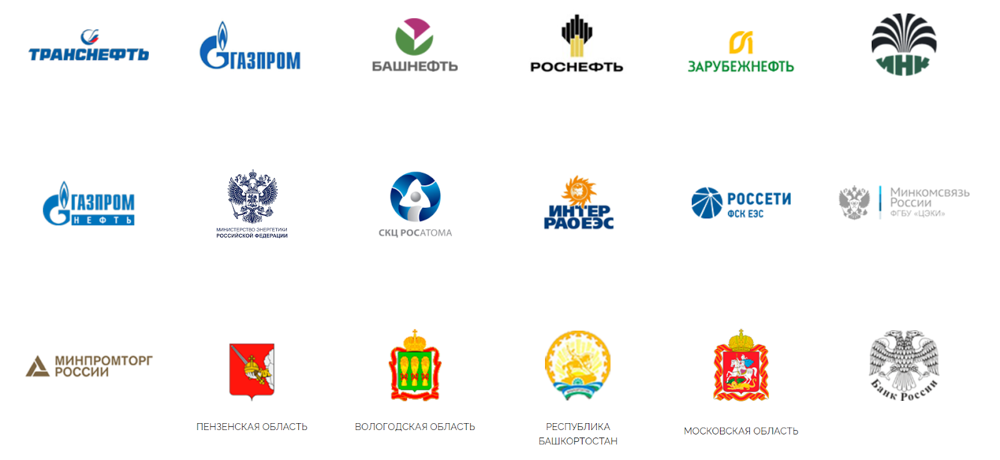 ТРАНСНЕФТЬ
ГАЗПРОМ
БАШНЕФТЬ
РОСНЕФТЬ
ЗАРУБЕЖНЕФТЬ
ИНК
ГАЗПРОМ
НЕФТЬ
МИНИСТЕРСТВО ЭНЕРГЕТИКИ
РОССИЙСКОЙ ФЕДЕРАЦИИ
СКЦ РОСАТОМА
ИНТЕР
РАО ЕЭС
РОССЕТИ
ФСК ЕЭС
Минкомсвязь
России
ФГБУ «ЦЭКИ»
МИНПРОМТОРГ
РОССИИ
ПЕНЗЕНСКАЯ ОБЛАСТЬ
ВОЛОГОДСКАЯ ОБЛАСТЬ
РЕСПУБЛИКА
БАШКОРТОСТАН
МОСКОВСКАЯ ОБЛАСТЬ
Банк России